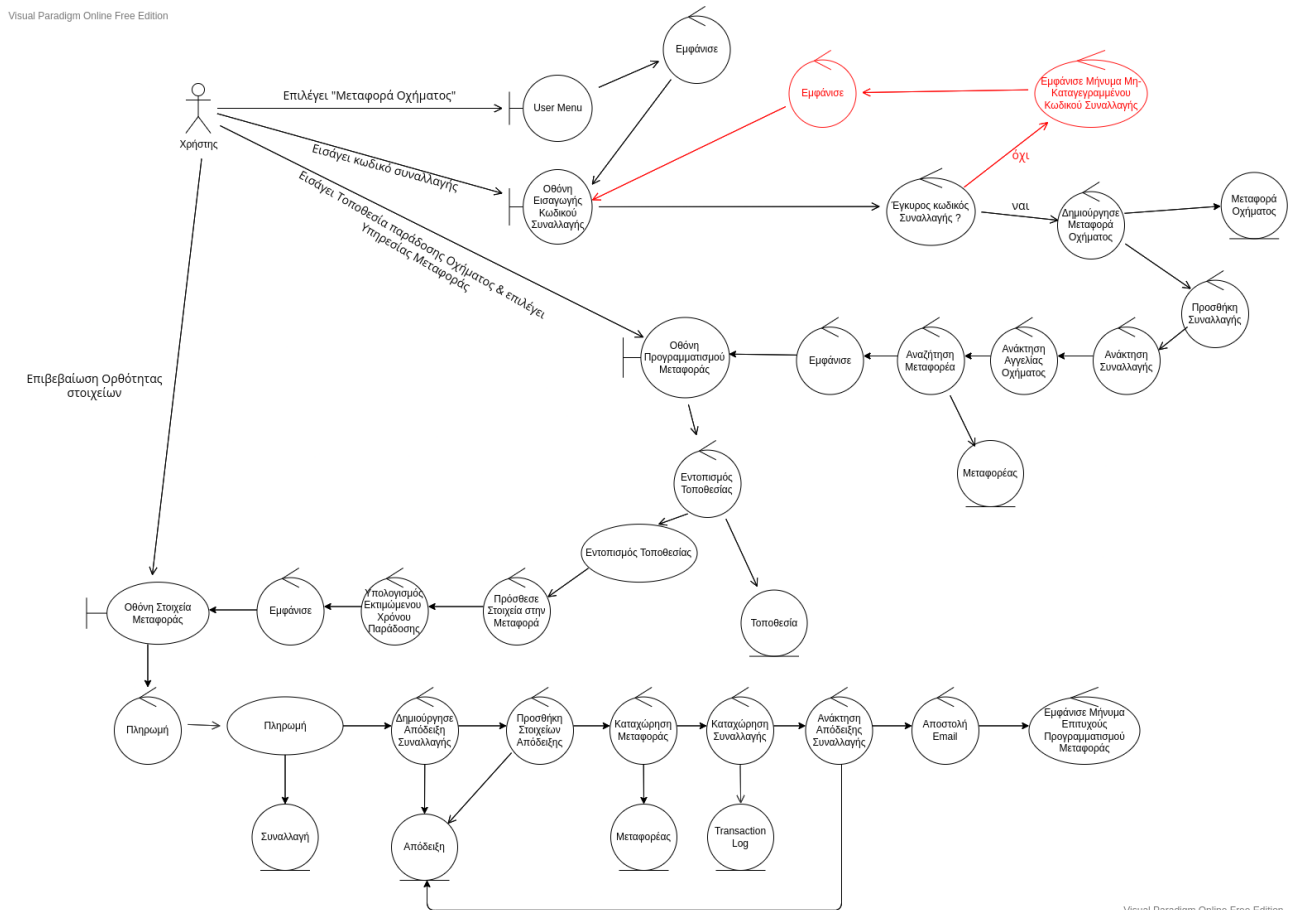 Visual Paradigm Online Free Edition
Εμφάνισε
Επιλέγει "Μεταφορά Οχήματος"
User Menu
Χρήστης
Εμφάνισε
Εμφάνισε Μήνυμα Μη-
Καταγεγραμμένου
Κωδικού Συναλλαγής
όχι
Εισάγει κωδικό συναλλαγής
Οθόνη
Εισαγωγής
Κωδικού
Συναλλαγής
Έγκυρος κωδικός
Συναλλαγής ?
ναι
Δημιούργησε
Μεταφορά
Οχήματος
Μεταφορά
Οχήματος
Εισάγει Τοποθεσία παράδοσης Οχήματος & επιλέγει
Υπηρεσίας Μεταφοράς
Προσθήκη
Συναλλαγής
Οθόνη
Προγραμματισμού
Μεταφοράς
Εμφάνισε
Αναζήτηση
Μεταφορέα
Ανάκτηση
Αγγελίας
Οχήματος
Ανάκτηση
Συναλλαγής
Επιβεβαίωση Ορθότητας
στοιχείων
Μεταφορέας
Εντοπισμός
Τοποθεσίας
Εντοπισμός Τοποθεσίας
Οθόνη Στοιχεία
Μεταφοράς
Εμφάνισε
Υπολογισμός
Εκτιμώμενου
Χρόνου
Παράδοσης
Πρόσθεσε
Στοιχεία στην
Μεταφορά
Τοποθεσία
Πληρωμή
Πληρωμή
Δημιούργησε
Απόδειξη
Συναλλαγής
Προσθήκη
Στοιχείων
Απόδειξης
Καταχώρηση
Μεταφοράς
Καταχώρηση
Συναλλαγής
Ανάκτηση
Απόδειξης
Συναλλαγής
Αποστολή
Email
Εμφάνισε Μήνυμα
Επιτυχούς
Προγραμματισμού
Μεταφοράς
Συναλλαγή
Απόδειξη
Μεταφορέας
Transaction
Log
Visual Paradigm Online Free Edition